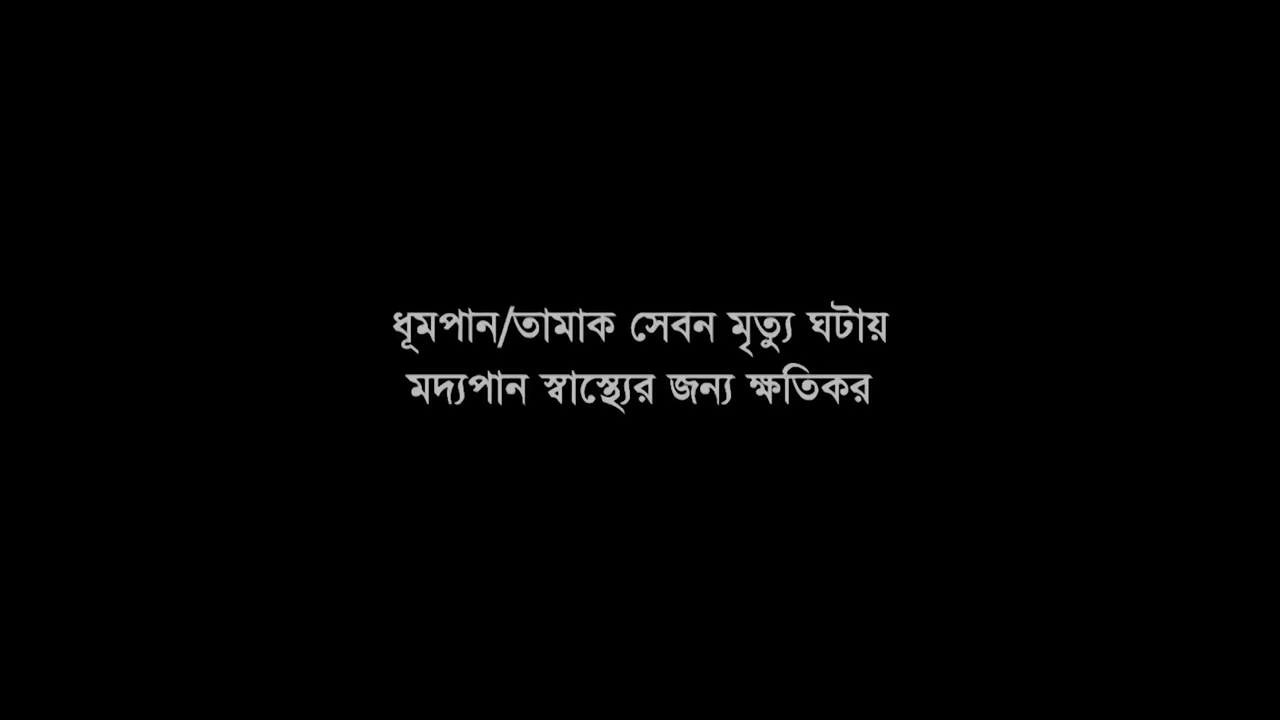 ধূমপান/তামাক সেবন মৃত্যু ঘটায়
মদ্যপান স্বাস্থ্যের জন্য ক্ষতিকর